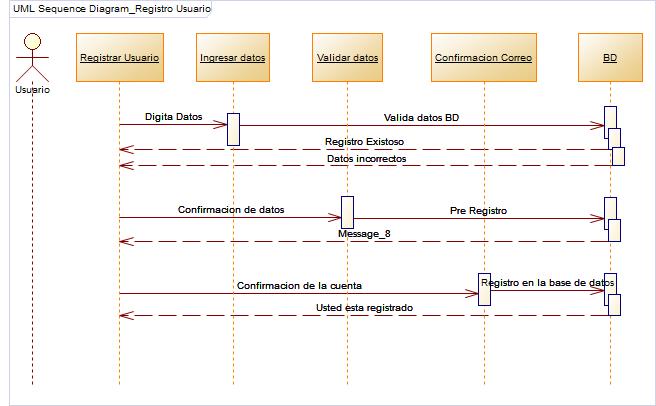 UML Sequence Diagram_Registro Usuario
Registrar Usuario
Ingresar datos
Validar datos
Confirmacion Correo
BD
Usuario
Digita Datos
Valida datos BD
Registro Existoso
Datos incorrectos
Confirmacion de datos
Pre Registro
Message_8
Confirmacion de la cuenta
Registro en la base de datos
Usted esta registrado